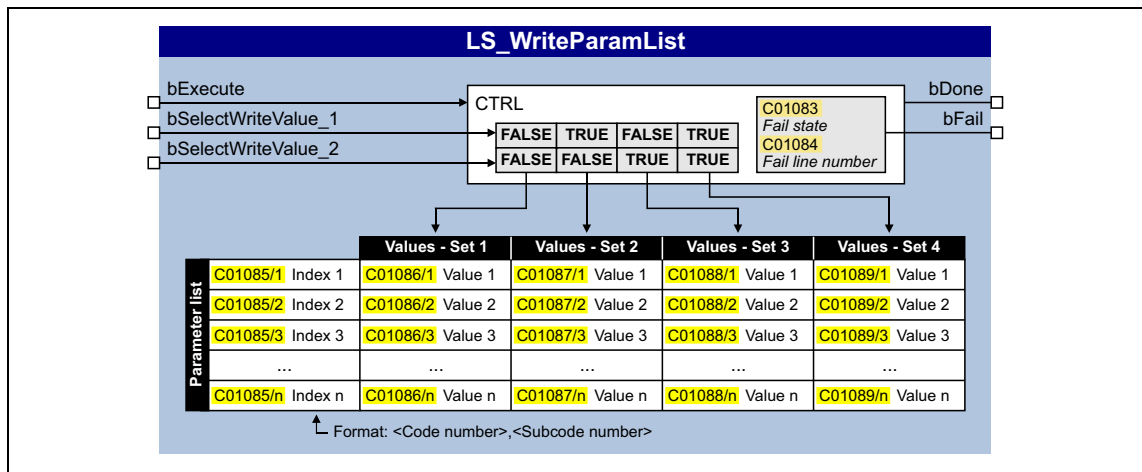 LS_WriteParamList
bExecute
bSelectWriteValue_1
bSelectWriteValue_2
CTRL
FALSE TRUE FALSE TRUE
FALSE FALSE TRUE TRUE
C01083
Fail state
C01084
Fail line number
bDone
bFail
Values - Set 1 Values - Set 2 Values - Set 3 Values - Set 4
Parameter list
C01085/1 Index 1 C01086/1 Value 1 C01087/1 Value 1 C01088/1 Value 1 C01089/1 Value 1
C01085/2 Index 2 C01086/2 Value 2 C01087/2 Value 2 C01088/2 Value 2 C01089/2 Value 2
C01085/3 Index 3 C01086/3 Value 3 C01087/3 Value 3 C01088/3 Value 3 C01089/3 Value 3
... ... ... ... ...
C01085/n Index n C01086/n Value n C01087/n Value n C01088/n Value n C01089/n Value n
Format: <Code number>,<Subcode number>